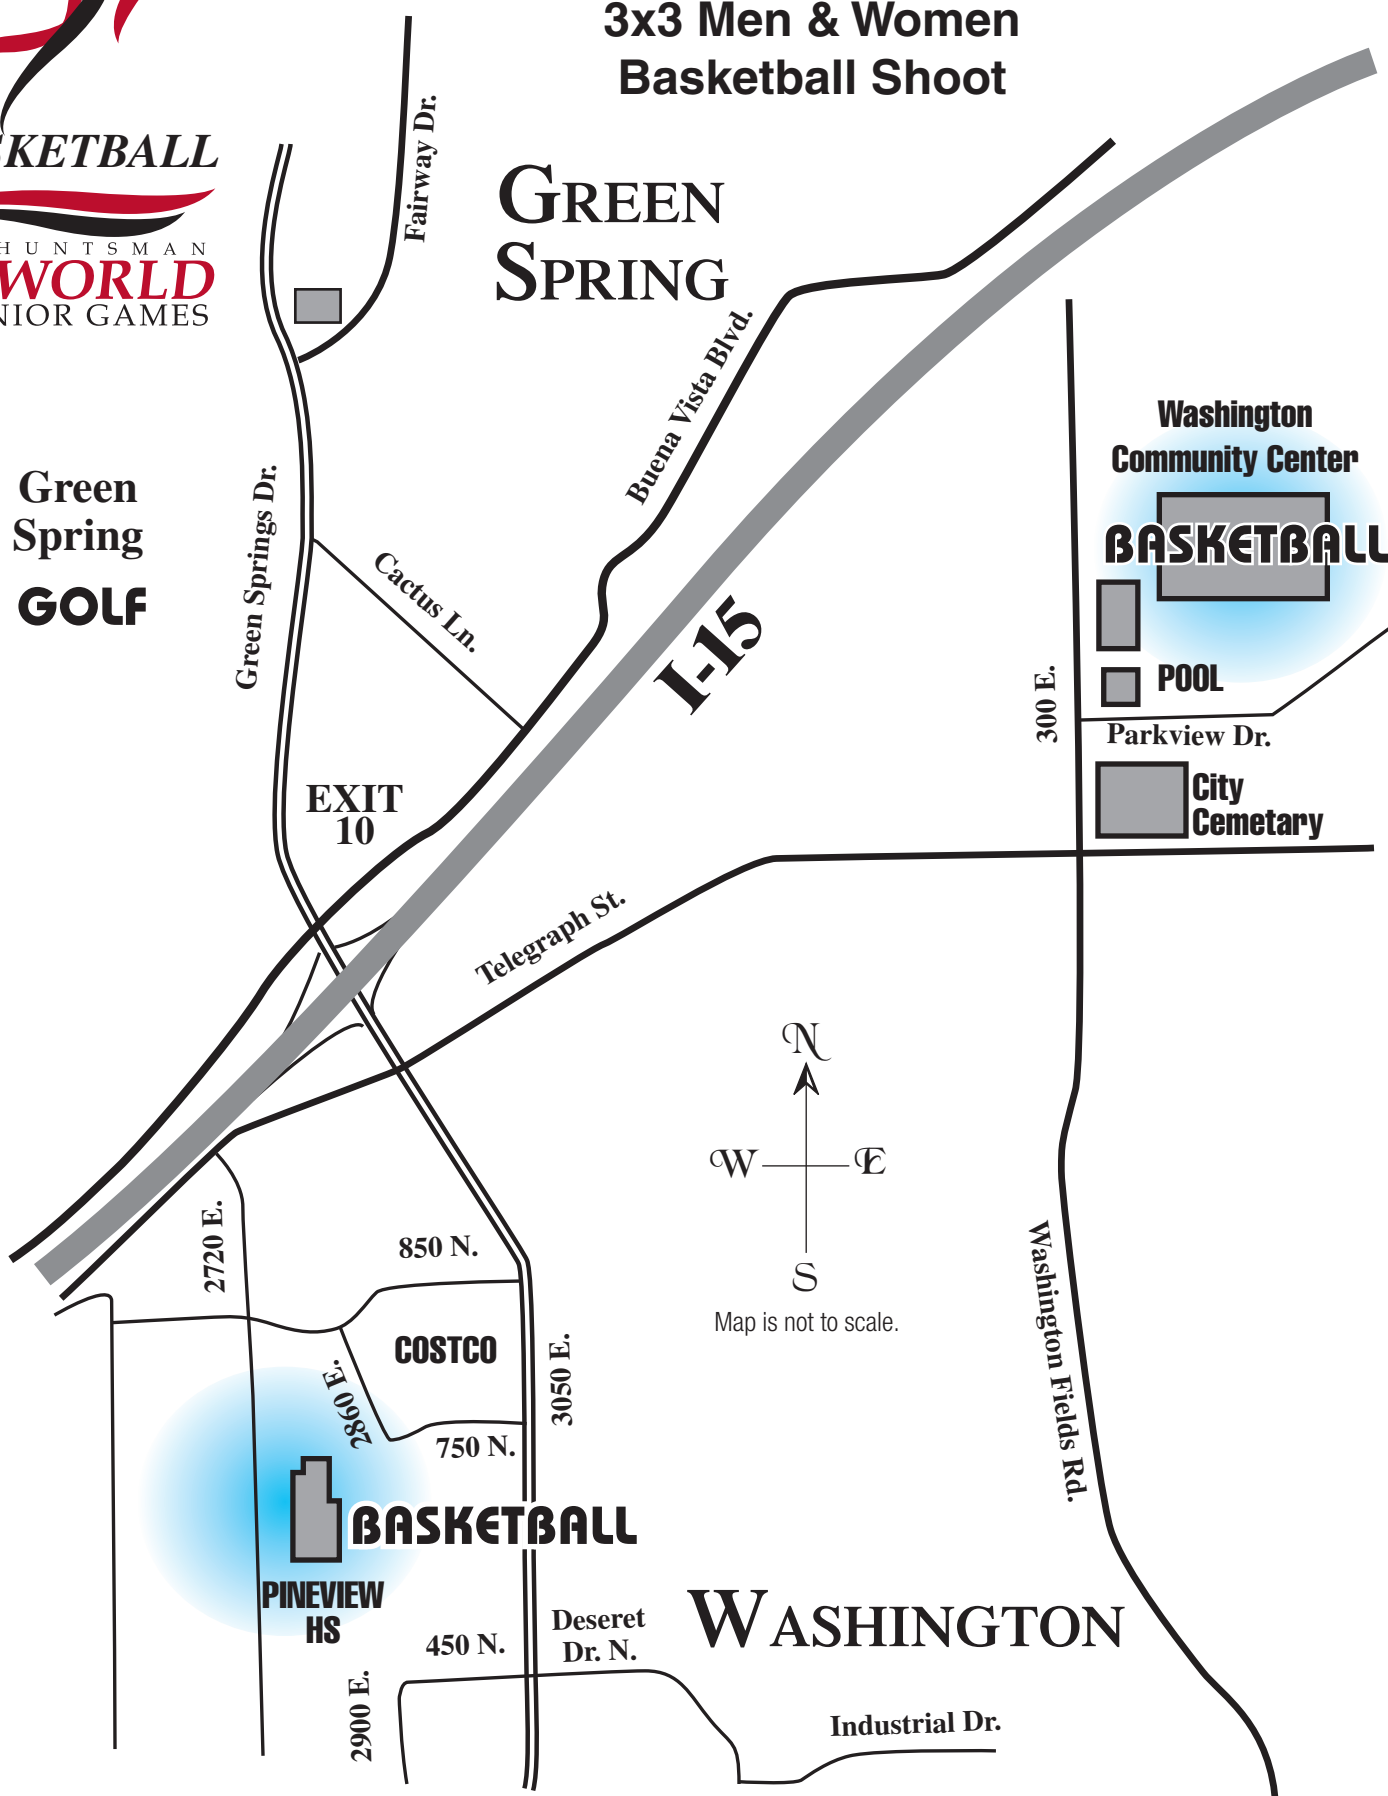 3x3 Men & Women
Basketball Shoot
KETBALL
HUNTSMAN
WORLD
NIOR GAMES
Fairway Dr.
GREEN
SPRING
Buena Vista Blvd.
Washington
Community Center
BASKETBALL
Green
Spring
GOLF
Green Springs Dr.
Cactus Ln.
I-15
300 E.
POOL
Parkview Dr.
City
Cemetary
EXIT
10
Telegraph St.
N
W
E
S
Map is not to scale.
2720 E.
850 N.
COSTCO
2860 E.
3050 E.
750 N.
Washington Fields Rd.
BASKETBALL
PINEVIEW
HS
WASHINGTON
Deseret
Dr. N.
450 N.
2900 E.
Industrial Dr.